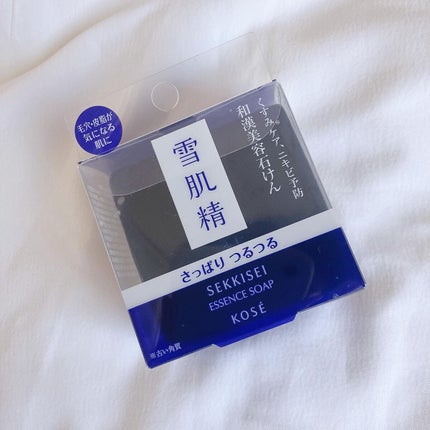 毛穴・皮脂が
気になる
肌に
雪肌精
くすみ※ケア、ニキビ予防
和漢美容石けん
さっぱり つるつる
SEKKISEI
ESSENCE SOAP
KOSÉ
※古い角質